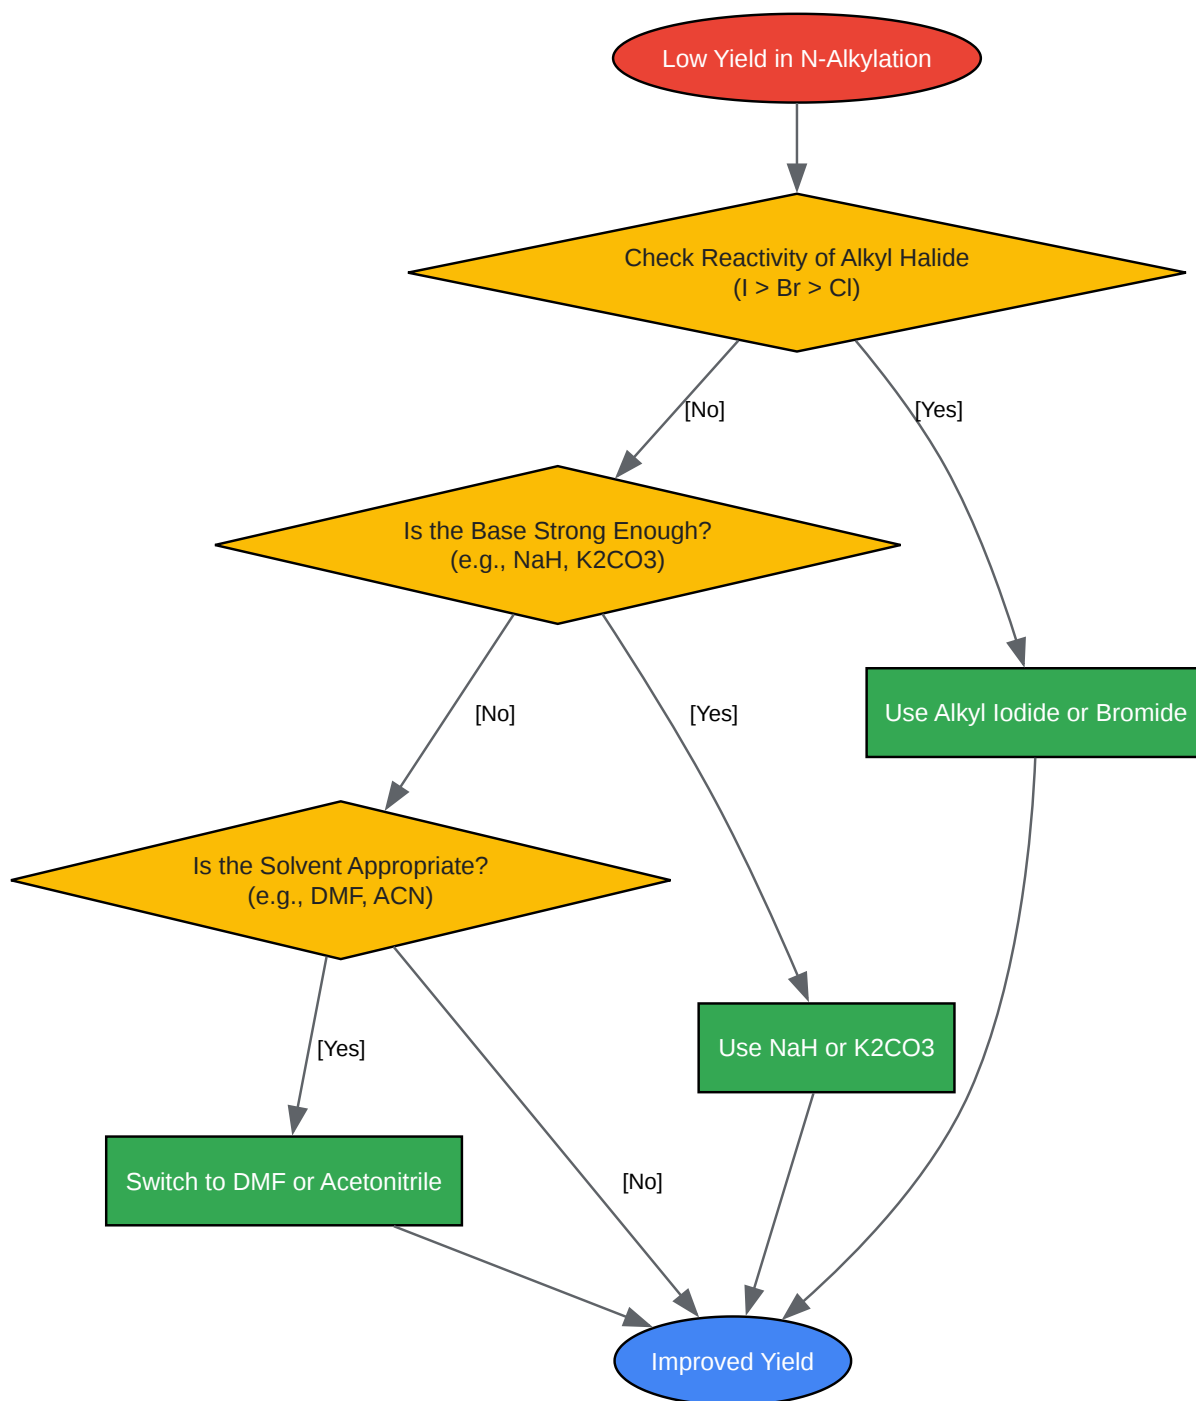 Low Yield in N-Alkylation
Check Reactivity of Alkyl Halide
(I > Br > Cl)
[No]
[Yes]
Is the Base Strong Enough?
(e.g., NaH, K2CO3)
[No]
[Yes]
Use Alkyl Iodide or Bromide
Is the Solvent Appropriate?
(e.g., DMF, ACN)
[Yes]
Use NaH or K2CO3
Switch to DMF or Acetonitrile
[No]
Improved Yield